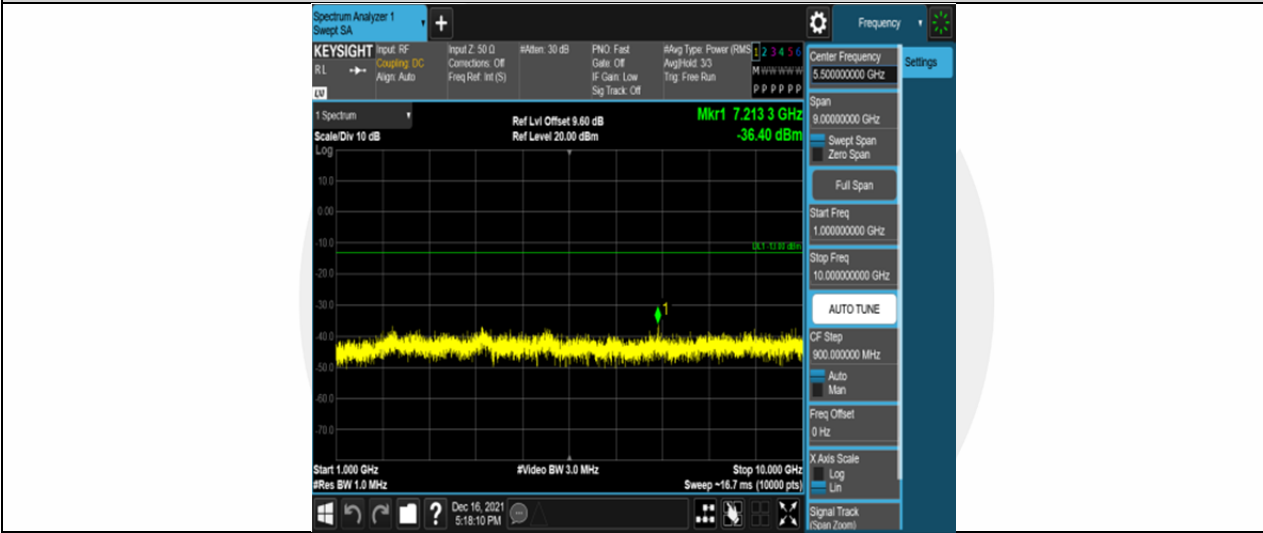 Spectrum Analyzer 1
Swept SA
+
Frequency
KEYSIGHT
RL
LV
Input: RF
Coupling: DC
Align: Auto
Input Z: 50 Ω
Corrections: Off
Freq Ref: Int (S)
#Atten: 30 dB
PNO: Fast
Gate: Off
IF Gain: Low
Sig Track: Off
#Avg Type: Power (RMS
Avg|Hold: 3/3
Trig: Free Run
1 2 3 4 5 6
M W W W W W
P P P P P P
1 Spectrum
Scale/Div 10 dB
Log
Ref Lvl Offset 9.60 dB
Ref Level 20.00 dBm
Mkr1 7.213 3 GHz
-36.40 dBm
10.0
0.00
-10.0
DL1 -13.00 dBm
-20.0
-30.0
1
-40.0
-50.0
-60.0
-70.0
Start 1.000 GHz
#Res BW 1.0 MHz
#Video BW 3.0 MHz
Stop 10.000 GHz
Sweep ~16.7 ms (10000 pts)
Dec 16, 2021
5:18:10 PM
?
Center Frequency
5.500000000 GHz
Settings
Span
9.00000000 GHz
Swept Span
Zero Span
Full Span
Start Freq
1.000000000 GHz
Stop Freq
10.000000000 GHz
AUTO TUNE
CF Step
900.000000 MHz
Auto
Man
Freq Offset
0 Hz
X Axis Scale
Log
Lin
Signal Track
(Span Zoom)